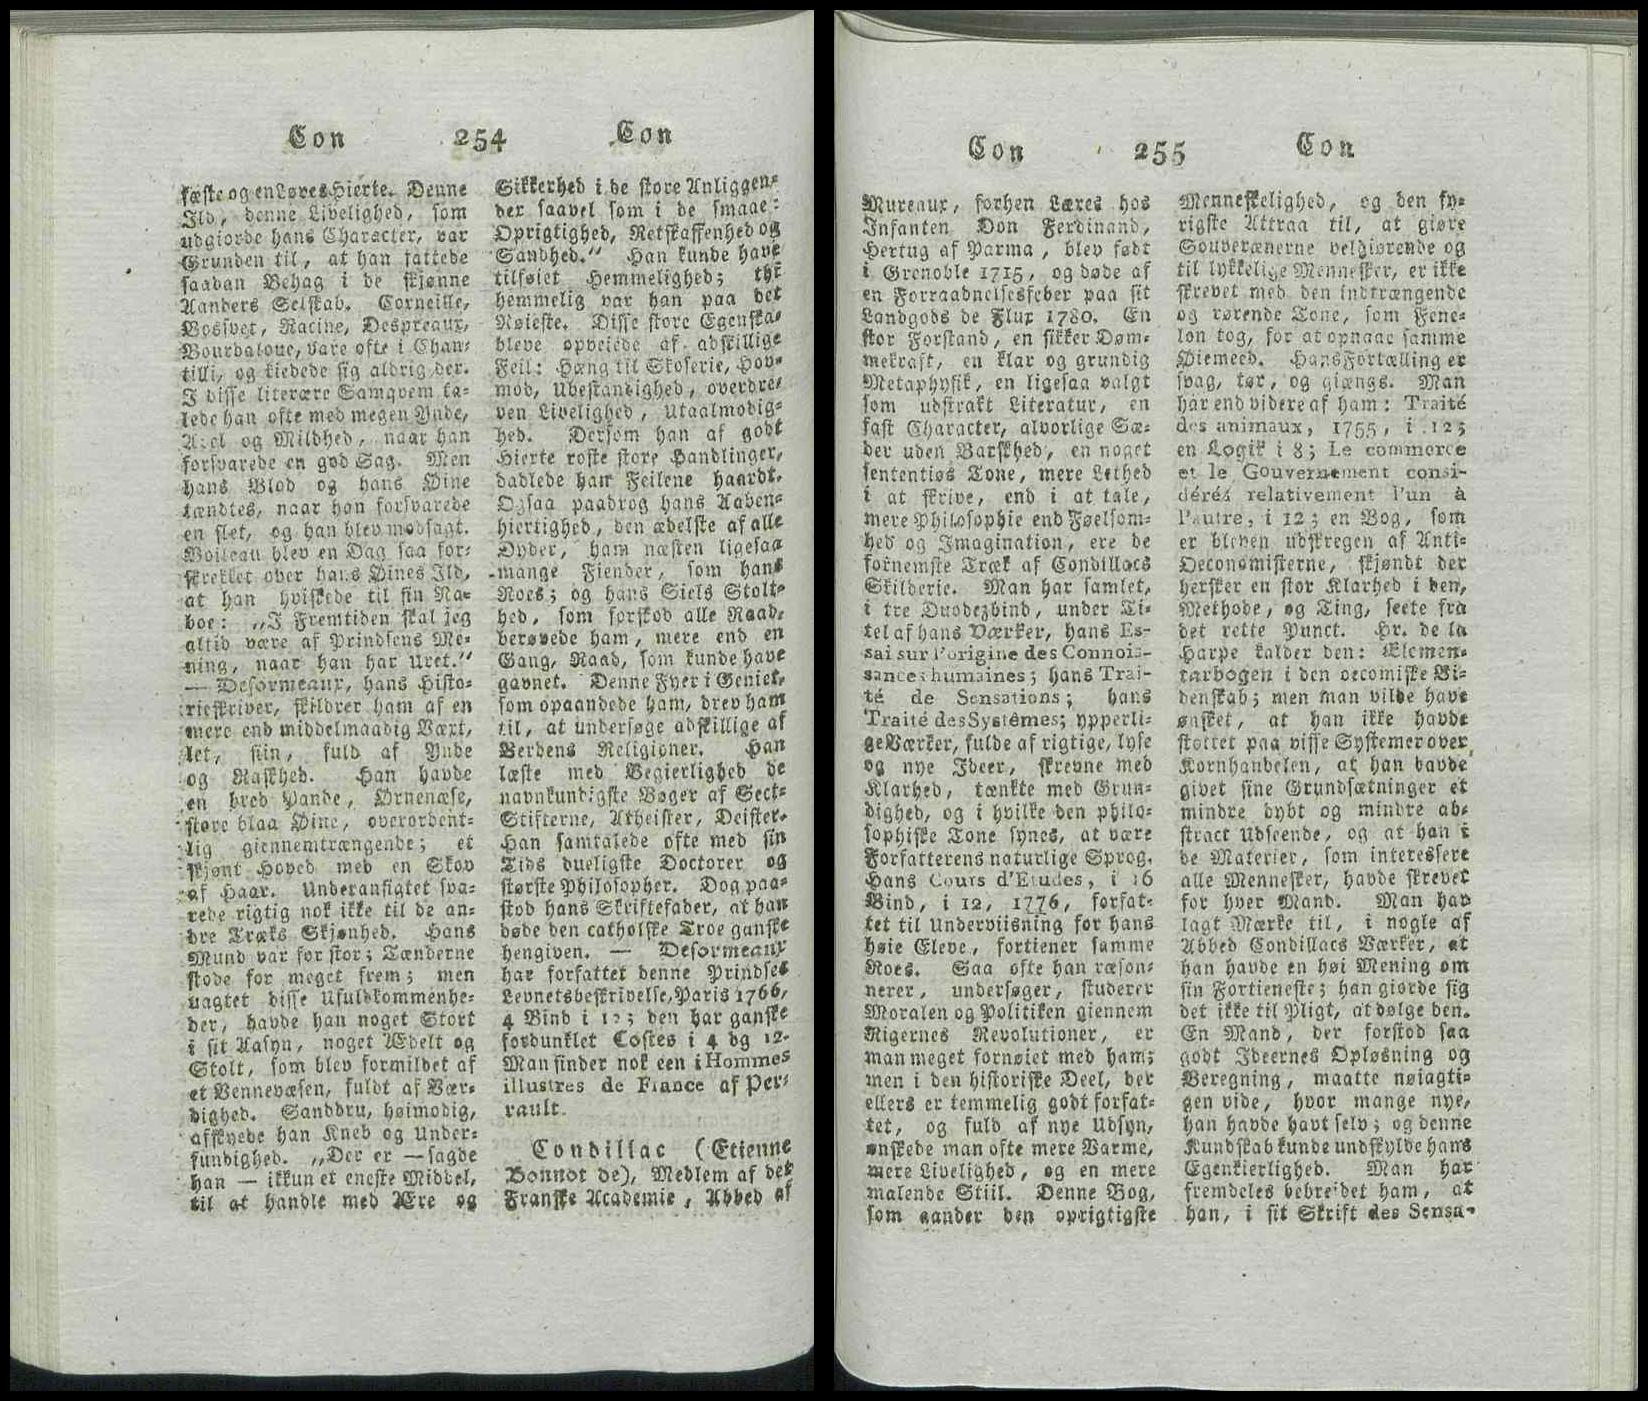 Con 254 Con
fæste og en Løves Hierte. Denne
Ild, denne Livelighed, som
udgiorde hans Character, var
Grunden til, at han fattede
saadan Behag i de skjønne
Aanders Selskab. Corneille,
Bossvet, Racine, Despreaux,
Bourdaloue, vare ofte i Chan-
tilli, og kiedede sig aldrig der.
I disse literære Samqvem ta-
lede han ofte med megen Ynde,
Adel og Mildhed, naar han
forsvarede en god Sag. Men
hans Blod og hans Øine
tændtes, naar han forsvarede
en slet, og han blev modsagt.
Boileau blev en Dag saa for-
skrekket over hans Øines Ild,
at han hviskede til sin Na-
boe: „I Fremtiden skal jeg
altid være af Prindsens Me-
ning, naar han har Uret.“
— Desormeaux, hans Histo-
rieskriver, skildrer ham af en
mere end middelmaadig Vært,
let, fiin, fuld af Ynde
og Raskhed. Han havde
en bred Pande, Ørnenæse,
store blaa Øine, overordent-
lig giennemtrængende; et
skjønt Hoved med en Skov
af Haar. Underansigtet sva-
rede rigtig nok ikke til de an-
dre Træks Skjønhed. Hans
Mund var for stor; Tænderne
stode for meget frem; men
uagtet disse Ufuldkommenhe-
der, havde han noget Stort
i sit Aasyn, noget Ædelt og
Stolt, som blev formildet af
et Vennevæsen, fuldt af Vær-
dighed. Sanddru, høimodig,
afskyede han Kneb og Under-
fundighed. „Der er — sagde
han — ikkun et eneste Middel,
til at handle med Ære og
Sikkerhed i de store Anliggen-
der saavel som i de smaae:
Oprigtighed, Retskaffenhed og
Sandhed.“ Han kunde have
tilføiet Hemmelighed; thi
hemmelig var han paa det
Nøieste. Disse store Egenska-
bleve opveiede af adskillige
Feil: Hæng til Skoserie, Hov-
mod, Ubestandighed, overdre-
ven Livelighed, Utaalmodig-
hed. Dersom han af godt
Hierte roste store Handlinger,
dadlede han Feilene haardt.
Ogsaa paadrog hans Aaben-
hiertighed, den ædelste af alle
Dyder, ham næsten ligesaa
mange Fiender, som hans
Roes; og hans Siels Stolt-
hed, som forskod alle Raad,
berøvede ham, mere end en
Gang, Raad, som kunde have
gavnet. Denne Fyer i Geniet,
som opaandede ham, drev ham
til, at undersøge adskillige af
Verdens Religioner. Han
læste med Begierlighed de
navnkundigste Bøger af Sect-
Stifterne, Atheister, Deister.
Han samtalede ofte med sin
Tids dueligste Doctorer og
største Philosopher. Dog paa-
stod hans Skriftefader, at han
døde den catholske Troe ganske
hengiven. — Desormeaux
har forfattet denne Prindses
Levnetsbeskrivelse, Paris 1766,
4 Bind i 12; den har ganske
fordunklet Costes i 4 og 12.
Man finder nok een i Hommes
illustres de France af Per-
rault.
Condillac (Etienne
Bonnot de), Medlem af det
Franske Academie, Abbed af
Con 255 Con
Mureaux, forhen Lærer hos
Infanten Don Ferdinand,
Hertug af Parma, blev født
i Grenoble 1715, og døde af
en Forraadnelsesfeber paa sit
Landgods de Flux 1780. En
stor Forstand, en sikker Døm-
mekraft, en klar og grundig
Metaphysik, en ligesaa valgt
som udstrakt Literatur, en
fast Character, alvorlige Sæ-
der uden Barskhed, en noget
sententiøs Tone, mere Lethed
i at skrive, end i at tale,
mere Philosophie end Føelsom-
hed og Imagination, ere de
fornemste Træk af Condillacs
Skilderie. Man har samlet,
i tre Duodezbind, under Ti-
tel af hans Værker, hans Es-
sai sur l'origine des Connois-
sances humaines; hans Trai-
té de Sensations; hans
Traité des Systêmes; ypperli-
ge Værker, fulde af rigtige, lyse
og nye Ideer, skrevne med
Klarhed, tænkte med Grun-
dighed, og i hvilke den philo-
sophiske Tone synes, at være
Forfatterens naturlige Sprog.
Hans Cours d'Etudes, i 16
Bind, i 12, 1776, forfat-
tet til Underviisning for hans
høie Eleve, fortiener samme
Roes. Saa ofte han ræson-
nerer, undersøger, studerer
Moralen og Politiken giennem
Rigernes Revolutioner, er
man meget fornøiet med ham;
men i den historiske Deel, der
ellers er temmelig godt forfat-
tet, og fuld af nye Udsyn,
ønskede man ofte mere Varme,
mere Livelighed, og en mere
malende Stiil. Denne Bog,
som aander den oprigtigste
Menneskelighed, og den fy-
rigste Attraa til, at giøre
Souverænerne velgiørende og
til lykkelige Mennesker, er ikke
skrevet med den indtrængende
og rørende Tone, som Fene-
lon tog, for at opnaae samme
Øiemeed. Hans Fortælling er
svag, tør, og giængs. Man
har end videre af ham: Traité
des animaux, 1755, i 12;
en Logik i 8; Le commerce
et le Gouvernement consi-
dérés relativement l'un à
l'autre, i 12; en Bog, som
er bleven udskregen af Anti-
Oeconomisterne, skjøndt der
hersker en stor Klarhed i den,
Methode, og Ting, seete fra
det rette Punct. Hr. de la
Harpe kalder den: Elemen-
tarbogen i den oecomiske Vi-
denskab; men man vilde have
ønsket, at han ikke havde
støttet paa visse Systemer over
Kornhandelen, at han havde
givet sine Grundsætninger et
mindre dybt og mindre ab-
stract Udseende, og at han i
de Materier, som interessere
alle Mennesker, havde skrevet
for hver Mand. Man har
lagt Mærke til, i nogle af
Abbed Condillacs Værker, at
han havde en høi Mening om
sin Fortieneste; han giorde sig
det ikke til Pligt, at dølge den.
En Mand, der forstod saa
godt Ideernes Opløsning og
Beregning, maatte nøiagti-
gen vide, hvor mange nye,
han havde havt selv; og denne
Kundskab kunde undskylde hans
Egenkierlighed. Man har
fremdeles bebreidet ham, at
han, i sit Skrift des Sensa-